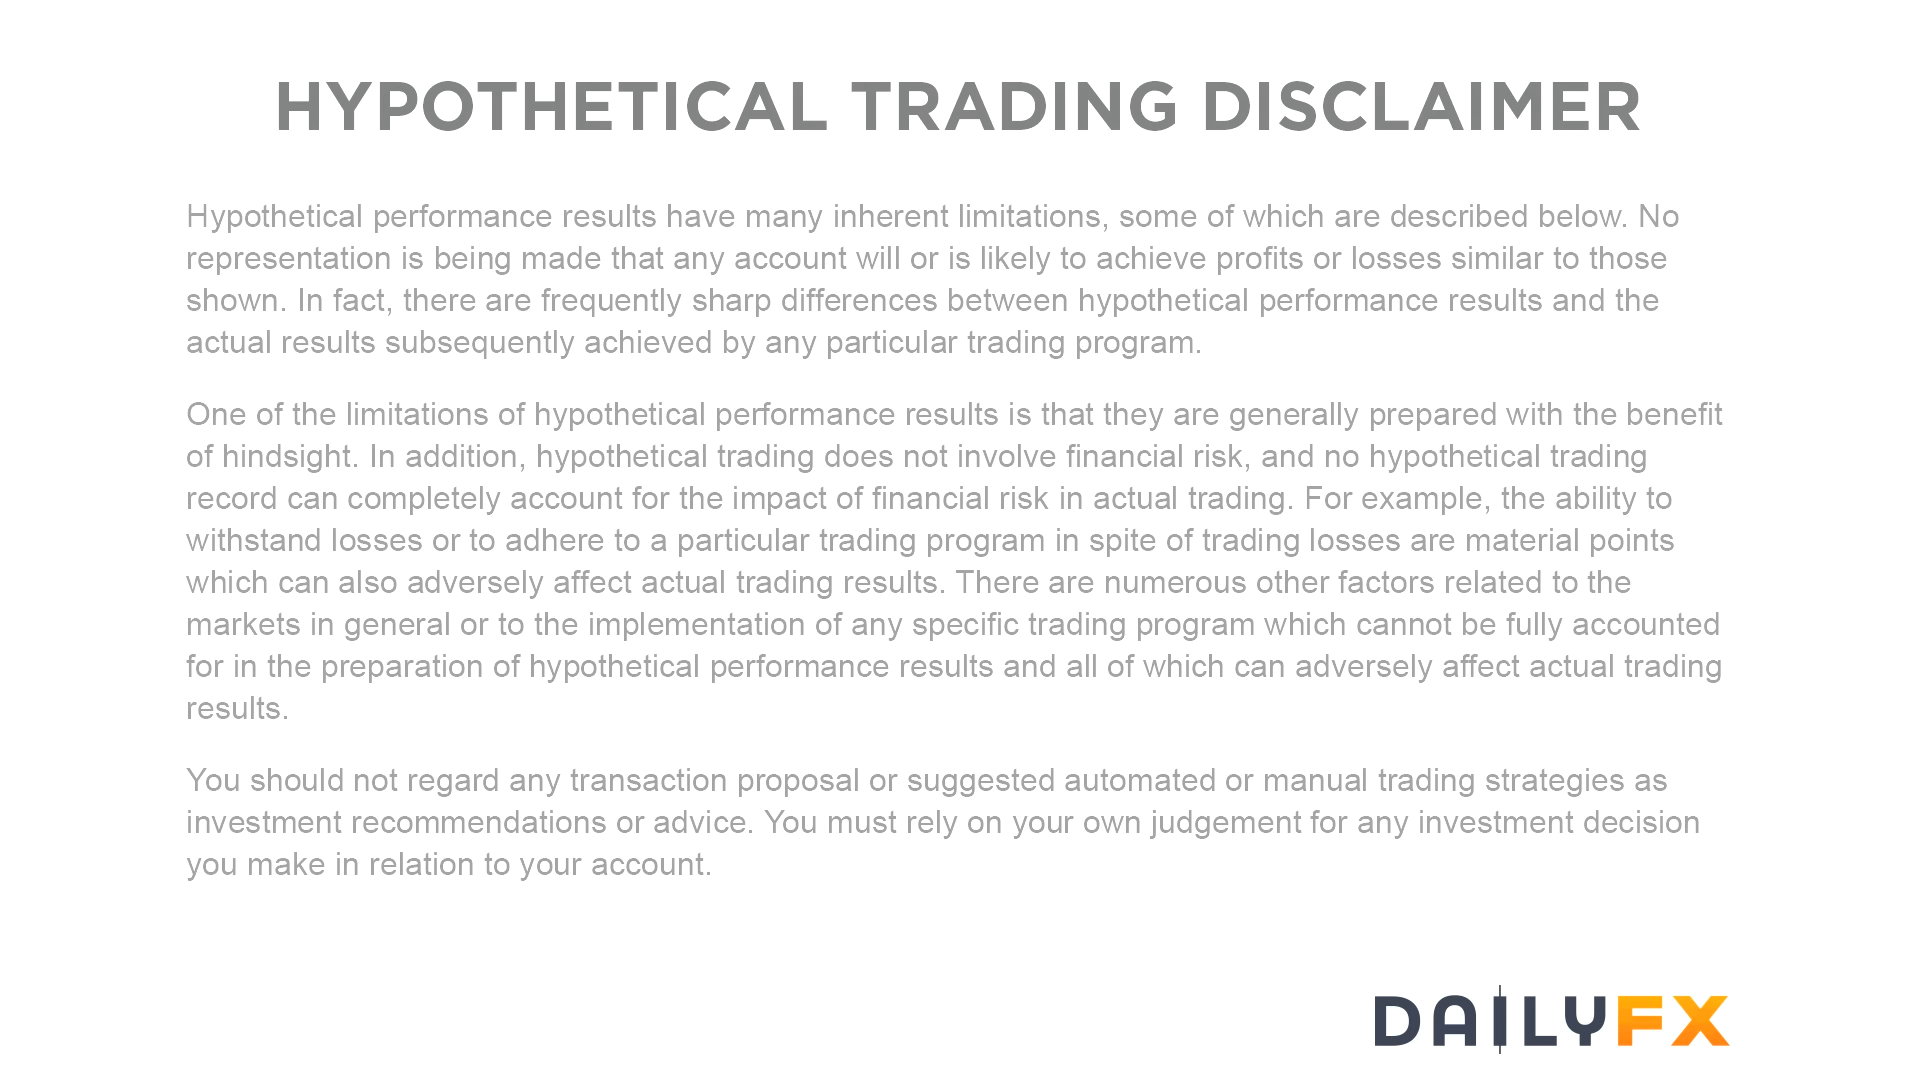 HYPOTHETICAL TRADING DISCLAIMER
Hypothetical performance results have many inherent limitations, some of which are described below. No
representation is being made that any account will or is likely to achieve profits or losses similar to those
shown. In fact, there are frequently sharp differences between hypothetical performance results and the
actual results subsequently achieved by any particular trading program.
One of the limitations of hypothetical performance results is that they are generally prepared with the benefit
of hindsight. In addition, hypothetical trading does not involve financial risk, and no hypothetical trading
record can completely account for the impact of financial risk in actual trading. For example, the ability to
withstand losses or to adhere to a particular trading program in spite of trading losses are material points
which can also adversely affect actual trading results. There are numerous other factors related to the
markets in general or to the implementation of any specific trading program which cannot be fully accounted
for in the preparation of hypothetical performance results and all of which can adversely affect actual trading
results.
You should not regard any transaction proposal or suggested automated or manual trading strategies as
investment recommendations or advice. You must rely on your own judgement for any investment decision
you make in relation to your account.
DAILYFX